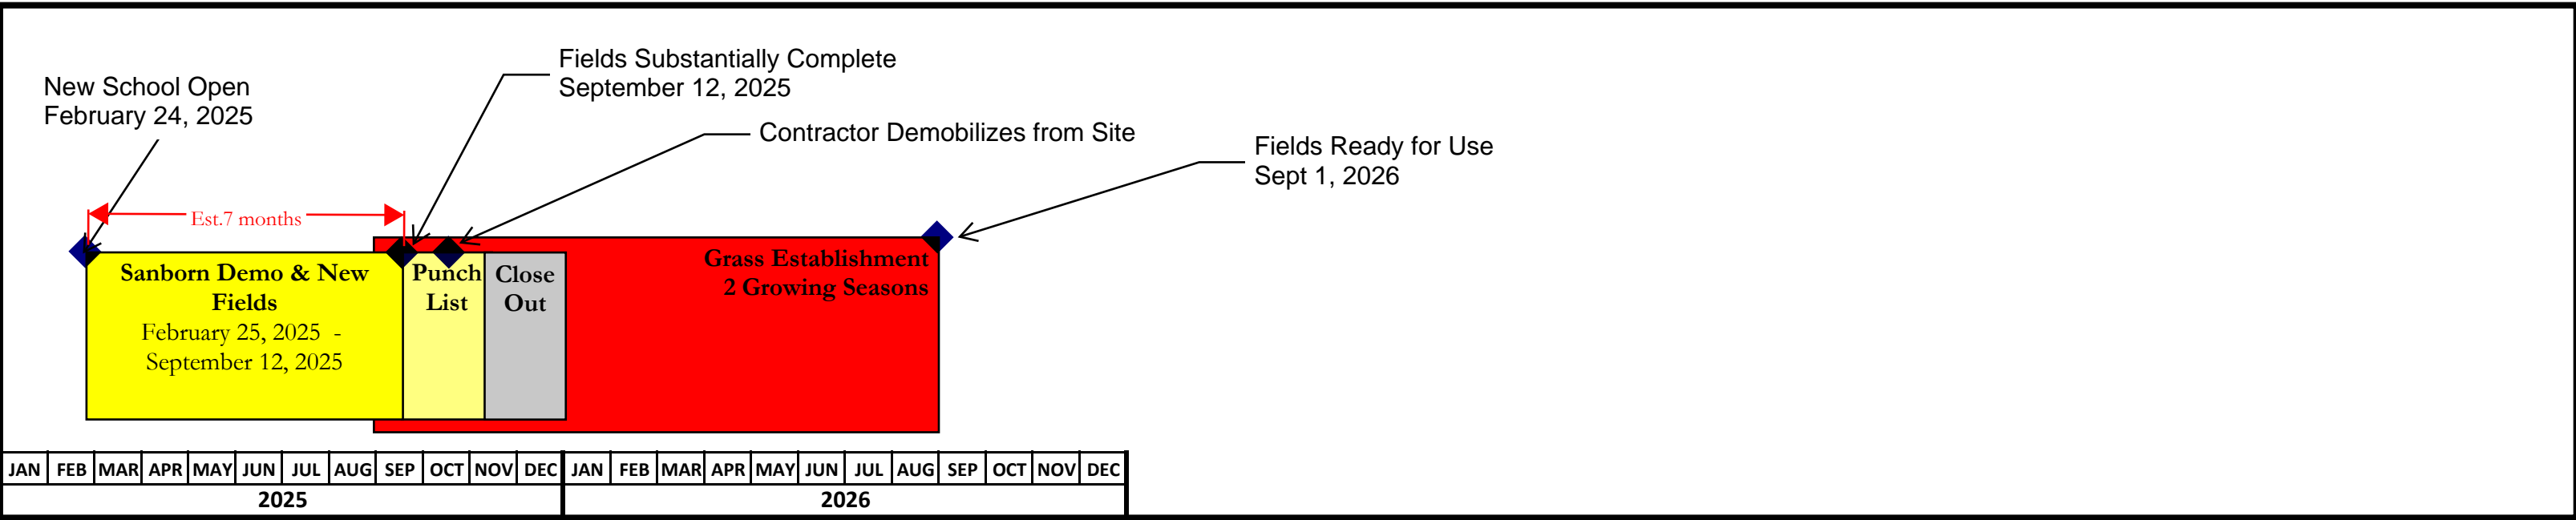 Fields Substantially Complete
September 12, 2025
New School Open
February 24, 2025
Contractor Demobilizes from Site
Fields Ready for Use
Sept 1, 2026
Est.7 months
Sanborn Demo & New
Fields
February 25, 2025 -
September 12, 2025
Punch
List
Close
Out
Grass Establishment
2 Growing Seasons
JAN FEB MAR APR MAY JUN JUL AUG SEP OCT NOV DEC JAN FEB MAR APR MAY JUN JUL AUG SEP OCT NOV DEC
2025 2026